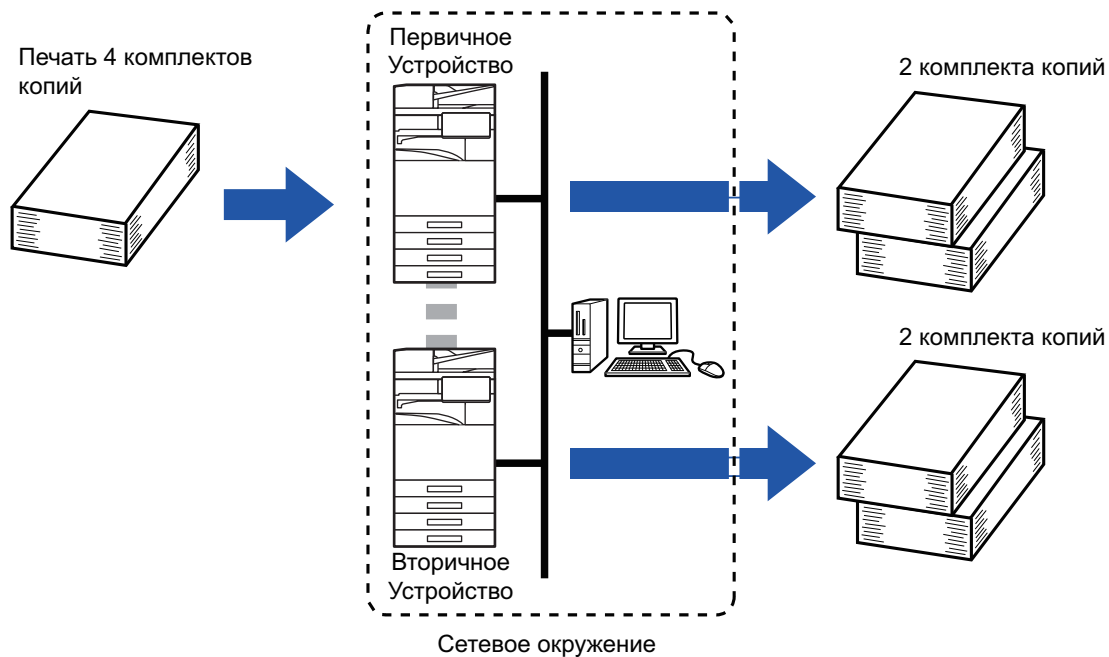 Печать 4 комплектов
копий
Первичное
Устройство
2 комплекта копий
2 комплекта копий
Вторичное
Устройство
Сетевое окружение